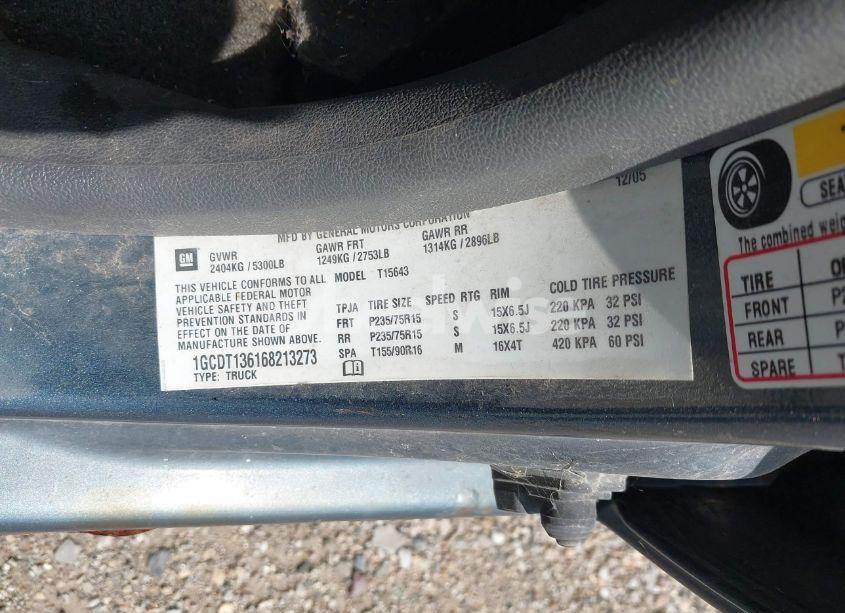 12/05
MFD BY GENERAL MOTORS CORPORATION
GM
GVWR GAWR FRT GAWR RR
2404KG / 5300LB 1249KG / 2753LB 1314KG / 2896LB
THIS VEHICLE CONFORMS TO ALL
APPLICABLE FEDERAL MOTOR
VEHICLE SAFETY AND THEFT
PREVENTION STANDARDS IN
EFFECT ON THE DATE OF
MANUFACTURE SHOWN ABOVE.
1GCDT136168213273
TYPE: TRUCK
MODEL T15643
TPJA TIRE SIZE SPEED RTG RIM COLD TIRE PRESSURE
FRT P235/75R15 S 15X6.5J 220 KPA 32 PSI
RR P235/75R15 S 15X6.5J 220 KPA 32 PSI
SPA T155/90R16 M 16X4T 420 KPA 60 PSI
The combined
TIRE
FRONT
REAR
SPARE